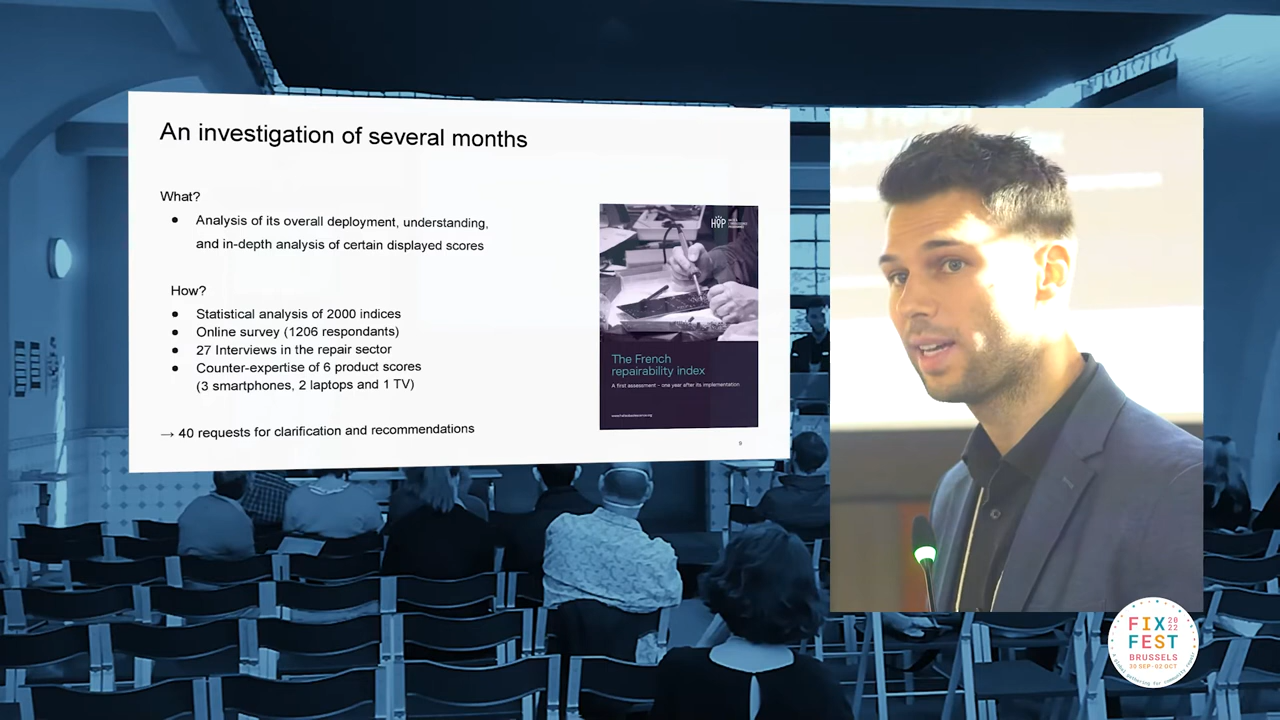 An investigation of several months
What?
Analysis of its overall deployment, understanding,
and in-depth analysis of certain displayed scores
How?
Statistical analysis of 2000 indices
Online survey (1206 respondants)
27 Interviews in the repair sector
Counter-expertise of 6 product scores
(3 smartphones, 2 laptops and 1 TV)
→ 40 requests for clarification and recommendations
HOP
The French
repairability index
A first assessment - one year after its implementation
9
FIX 2022
FEST
BRUSSELS
30 SEP-02 OCT